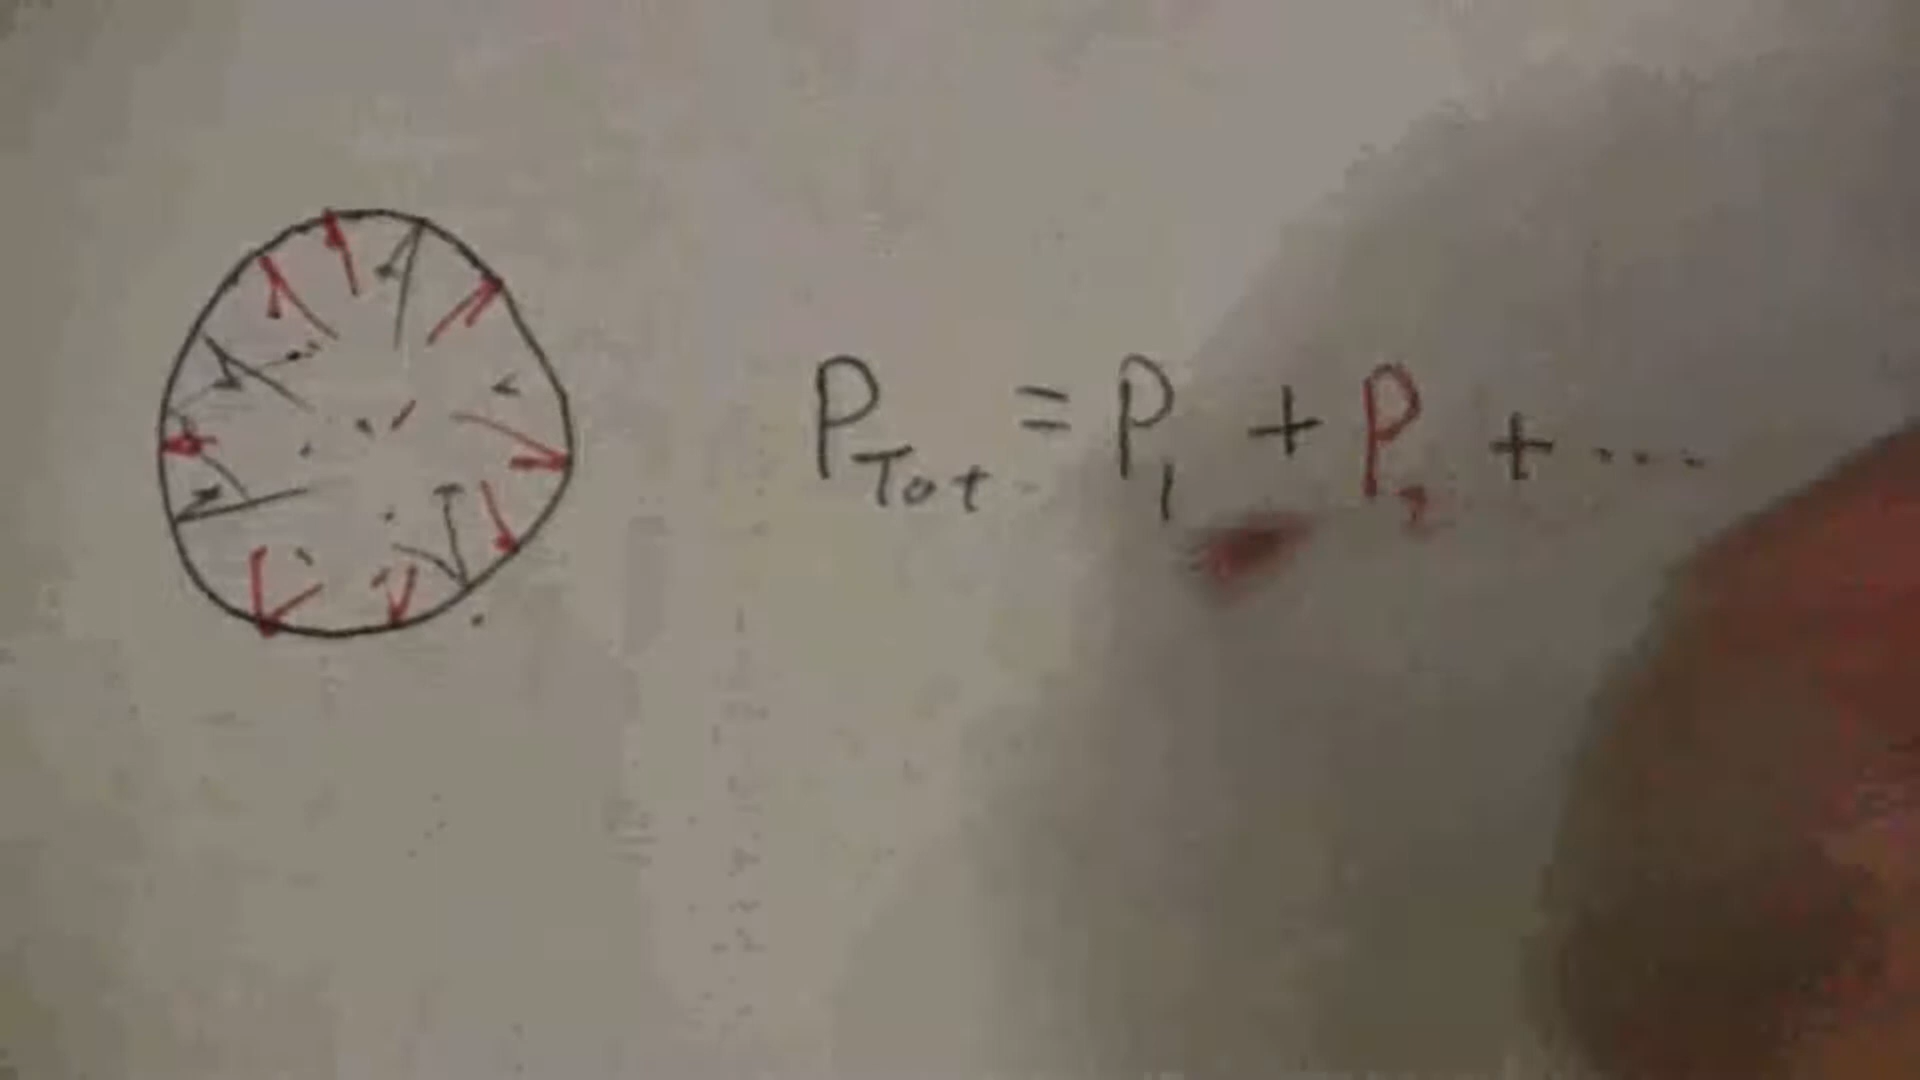 P_Tot = P_1 + P_2 + ...